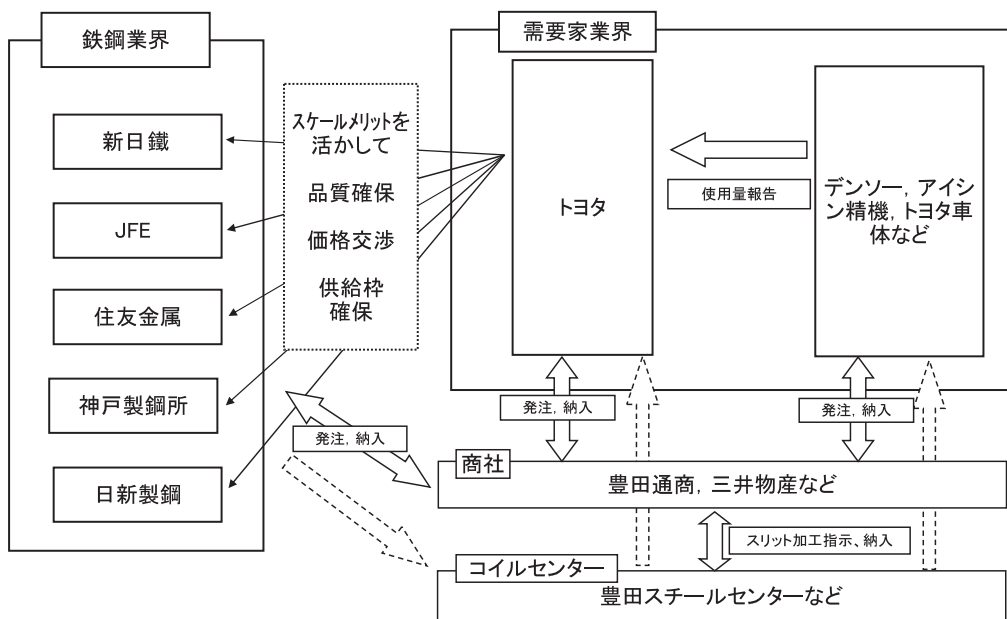 鉄鋼業界
新日鐵
JFE
住友金属
神戸製鋼所
日新製鋼
スケールメリットを
活かして
品質確保
価格交渉
供給枠
確保
需要家業界
トヨタ
使用量報告
デンソー, アイシ
ン精機, トヨタ車
体など
発注, 納入
発注, 納入
発注, 納入
商社
豊田通商, 三井物産など
スリット加工指示、納入
コイルセンター
豊田スチールセンターなど